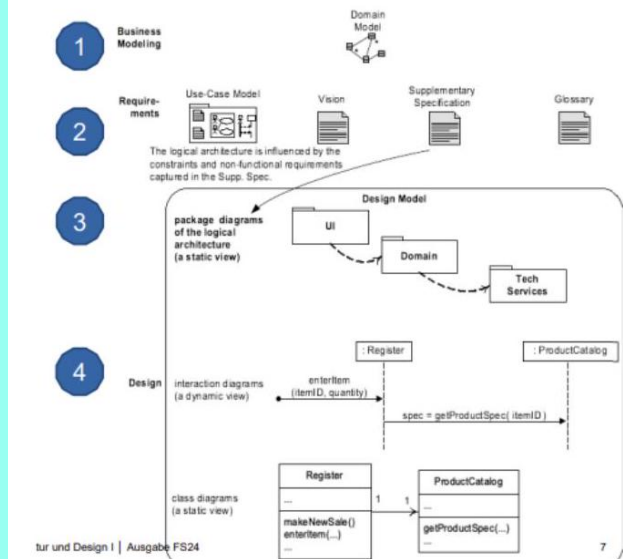 1
Business
Modeling
Domain
Model
*
*
2
Require-
ments
Use-Case Model
Vision
Supplementary
Specification
Glossary
The logical architecture is influenced by the
constraints and non-functional requirements
captured in the Supp. Spec.
3
Design Model
package diagrams
of the logical
architecture
(a static view)
UI
Domain
Tech
Services
4
Design
interaction diagrams
(a dynamic view)
: Register
: ProductCatalog
enterItem
(itemID, quantity)
spec = getProductSpec( itemID )
class diagrams
(a static view)
Register
...
makeNewSale()
enterItem(...)
...
1
1
ProductCatalog
...
getProductSpec(...)
...
tur und Design I | Ausgabe FS24
7